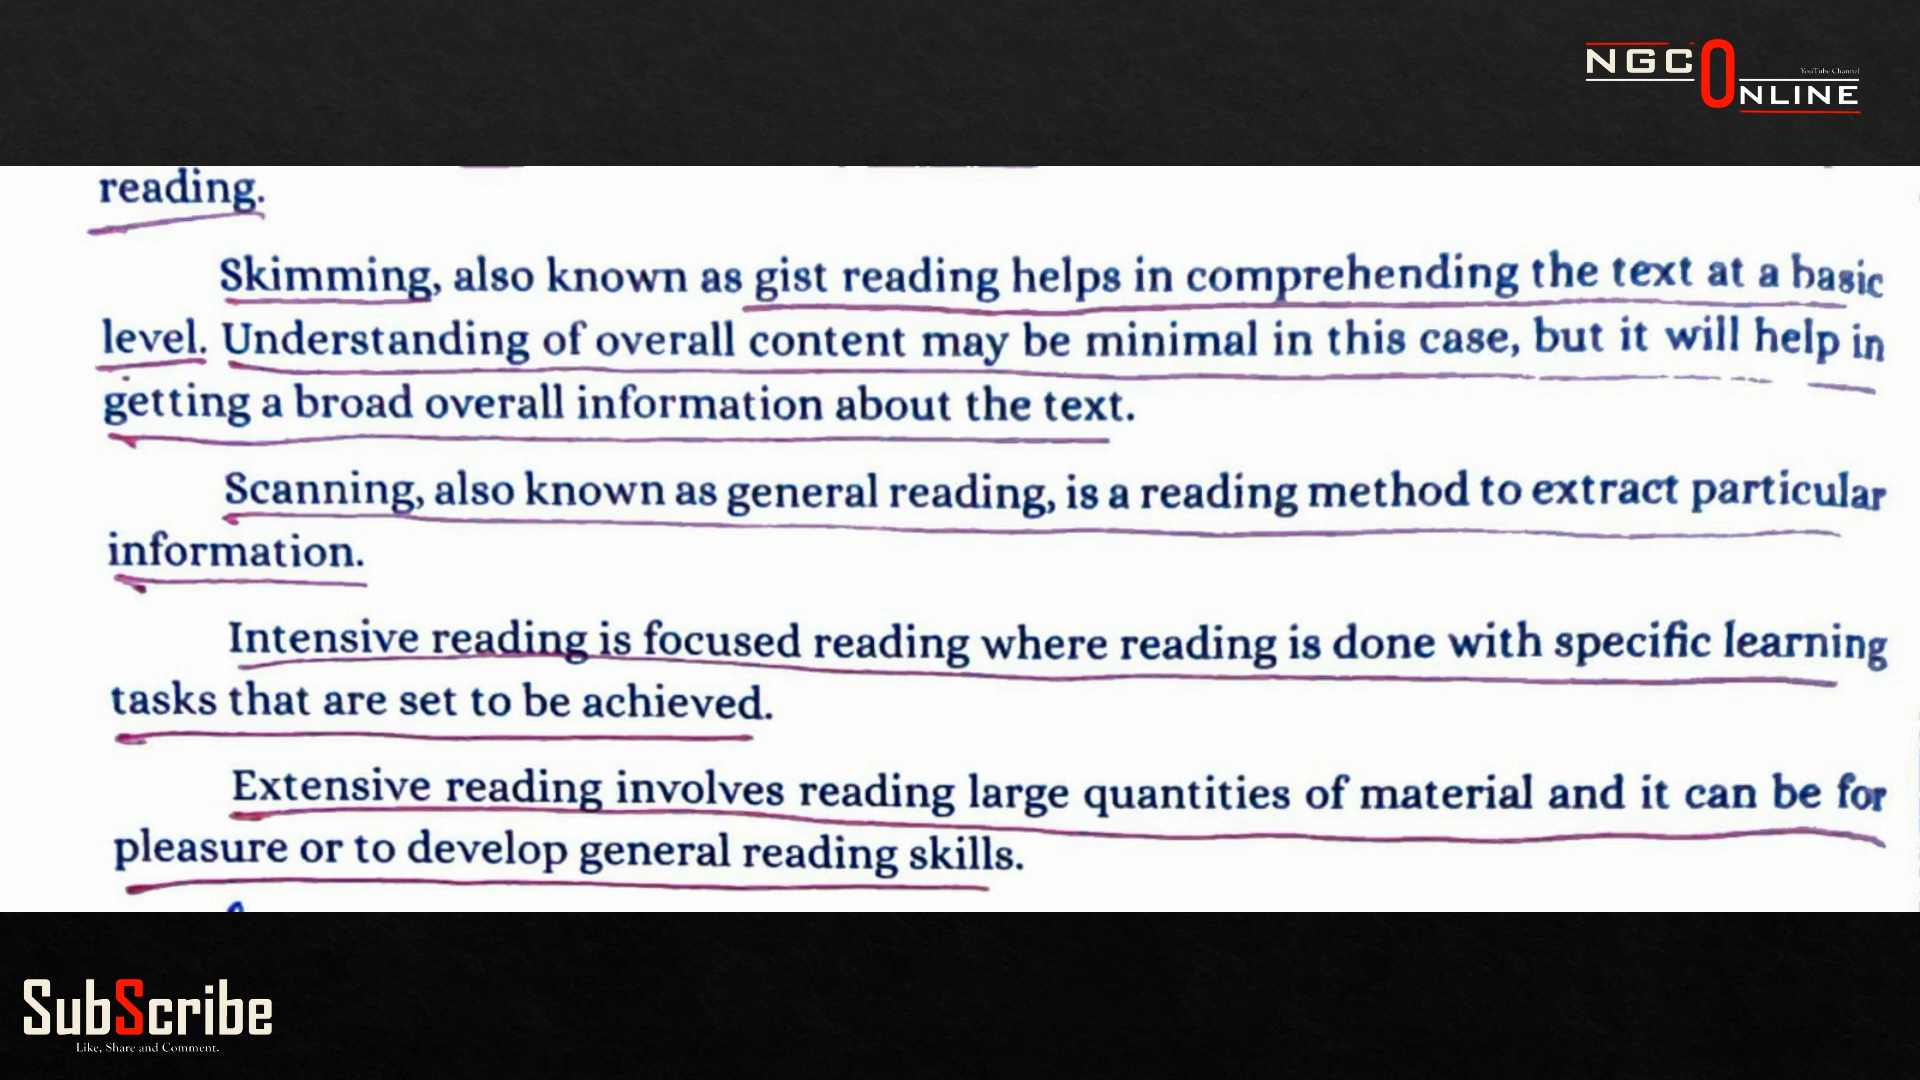 NGC ONLINE
YouTube Channel
reading.
Skimming, also known as gist reading helps in comprehending the text at a basic
level. Understanding of overall content may be minimal in this case, but it will help in
getting a broad overall information about the text.
Scanning, also known as general reading, is a reading method to extract particular
information.
Intensive reading is focused reading where reading is done with specific learning
tasks that are set to be achieved.
Extensive reading involves reading large quantities of material and it can be for
pleasure or to develop general reading skills.
SubScribe
Like, Share and Comment.